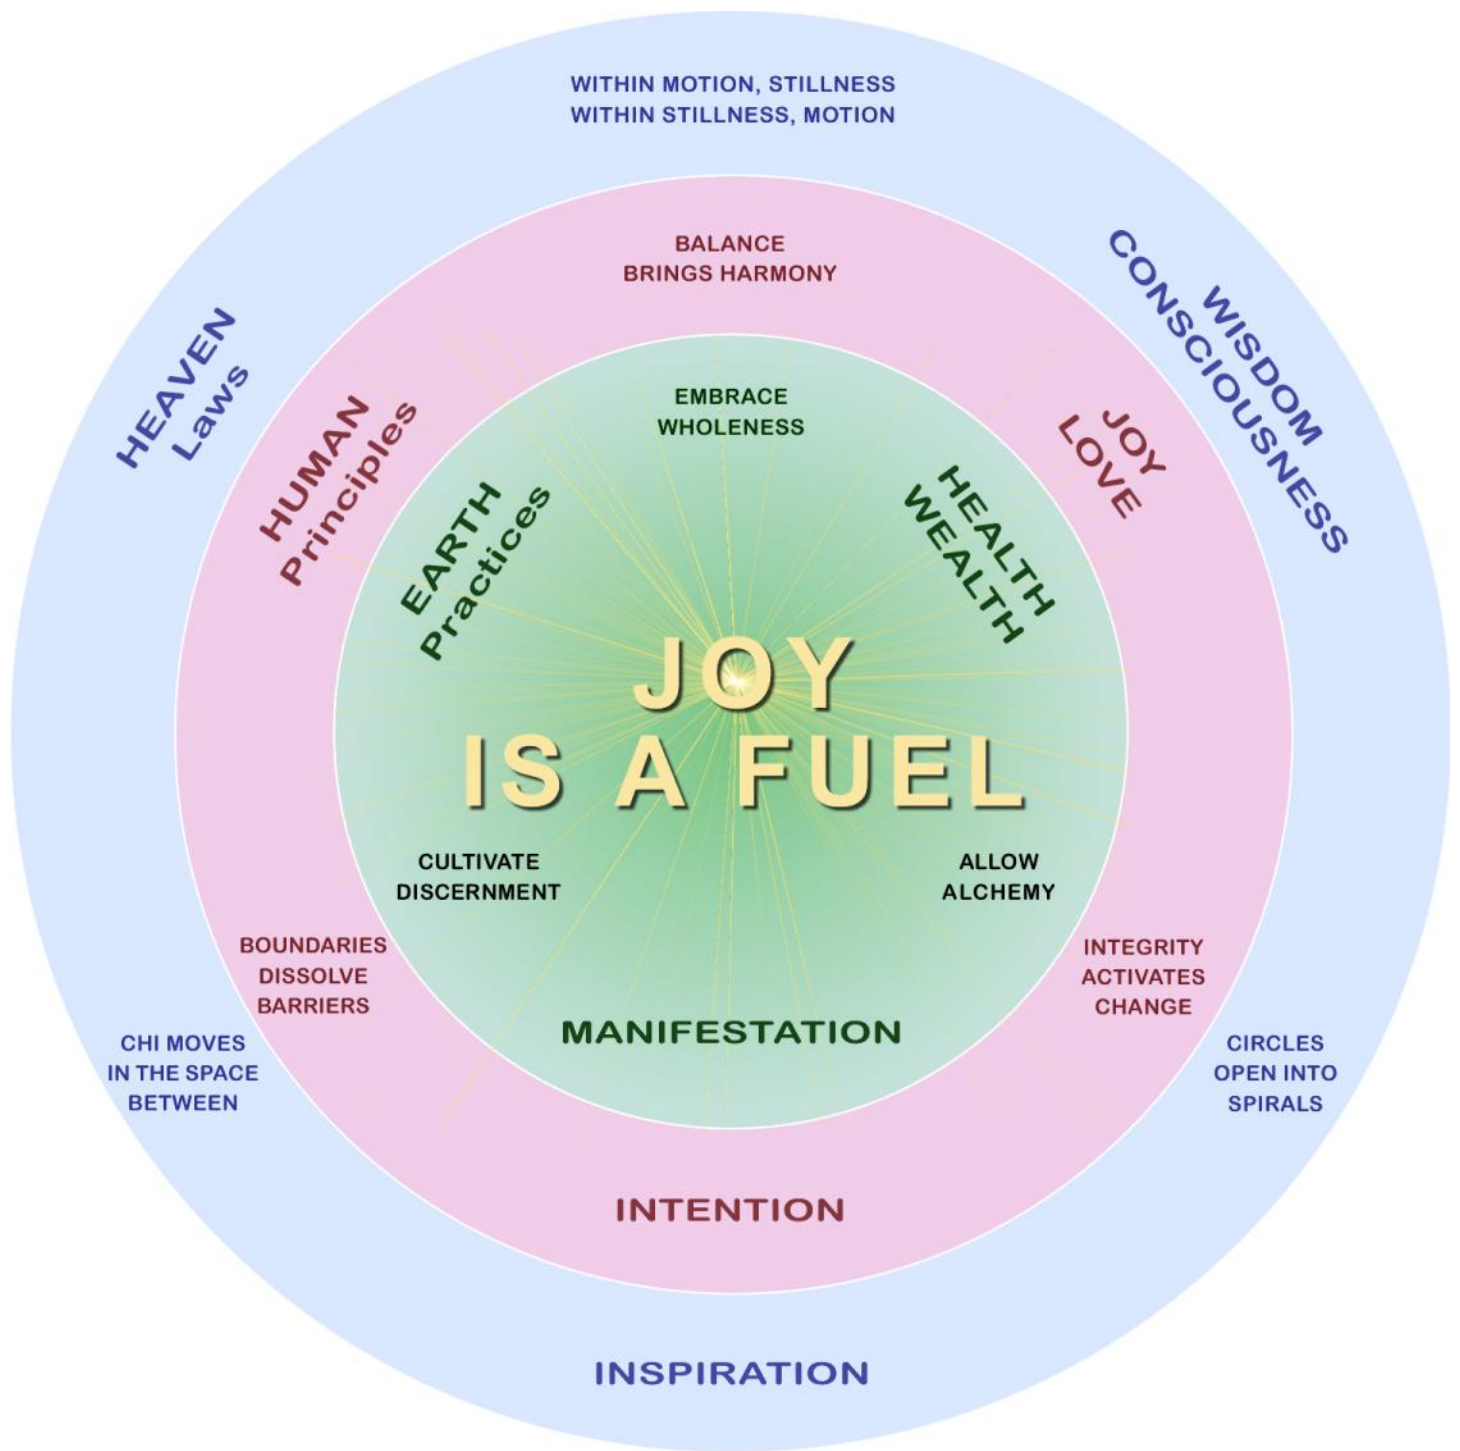 WITHIN MOTION, STILLNESS
WITHIN STILLNESS, MOTION
HEAVEN
Laws
WISDOM
CONSCIOUSNESS
BALANCE
BRINGS HARMONY
HUMAN
Principles
JOY
LOVE
EMBRACE
WHOLENESS
EARTH
Practices
HEALTH
WEALTH
JOY
IS A FUEL
CULTIVATE
DISCERNMENT
ALLOW
ALCHEMY
BOUNDARIES
DISSOLVE
BARRIERS
INTEGRITY
ACTIVATES
CHANGE
CHI MOVES
IN THE SPACE
BETWEEN
CIRCLES
OPEN INTO
SPIRALS
MANIFESTATION
INTENTION
INSPIRATION